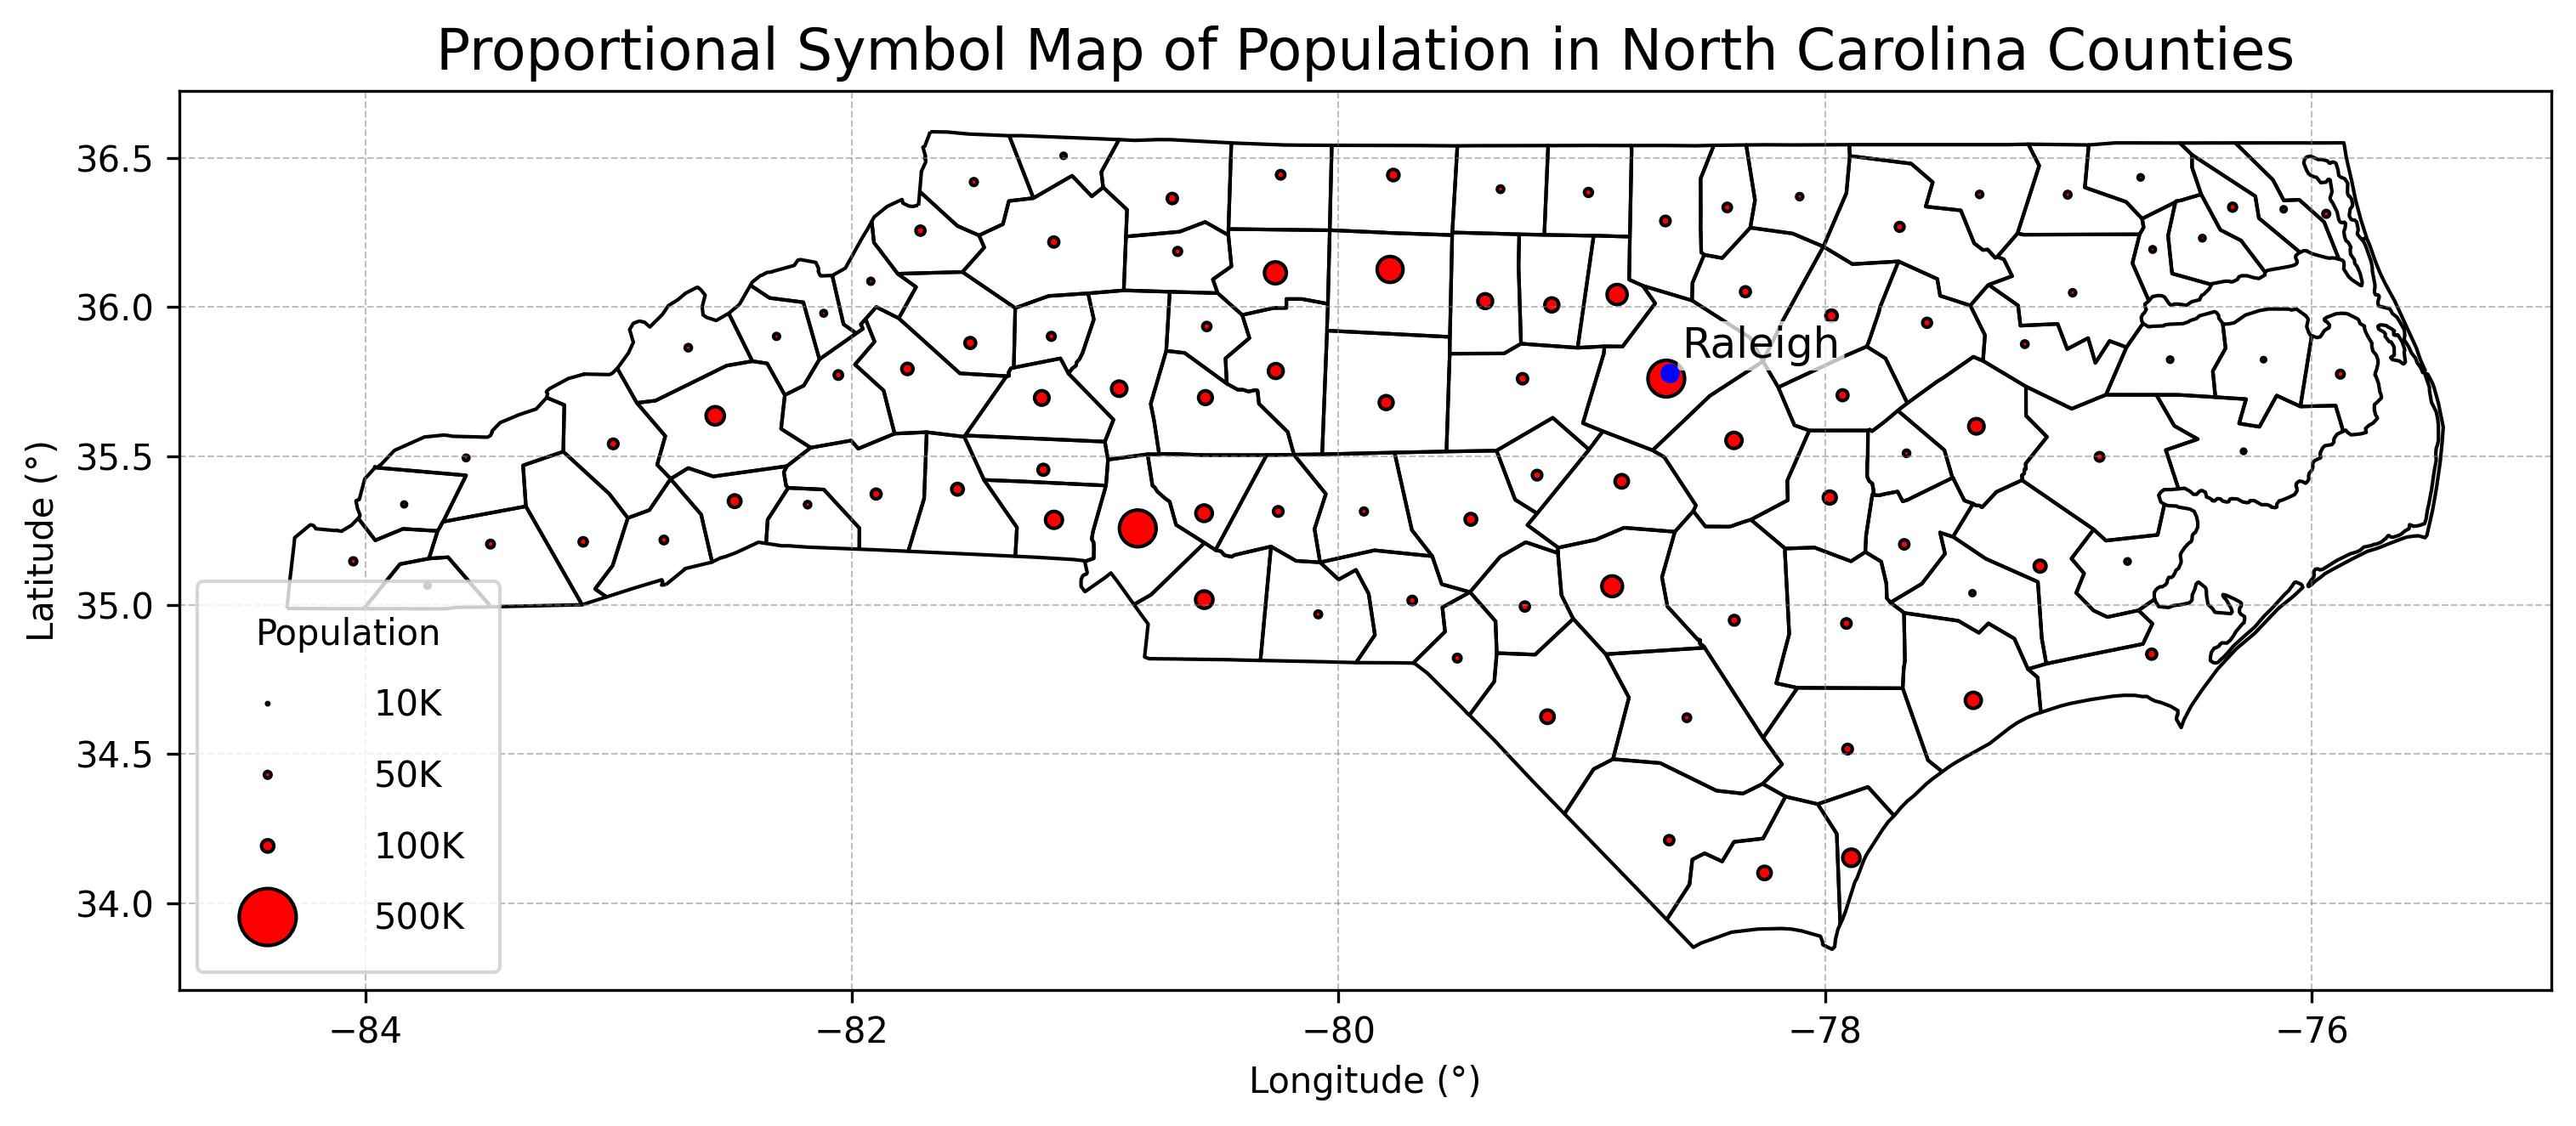 Proportional Symbol Map of Population in North Carolina Counties
36.5
36.0
35.5
35.0
34.5
34.0
Latitude (°)
Raleigh
Population
10K
50K
100K
500K
−84
−82
−80
−78
−76
Longitude (°)